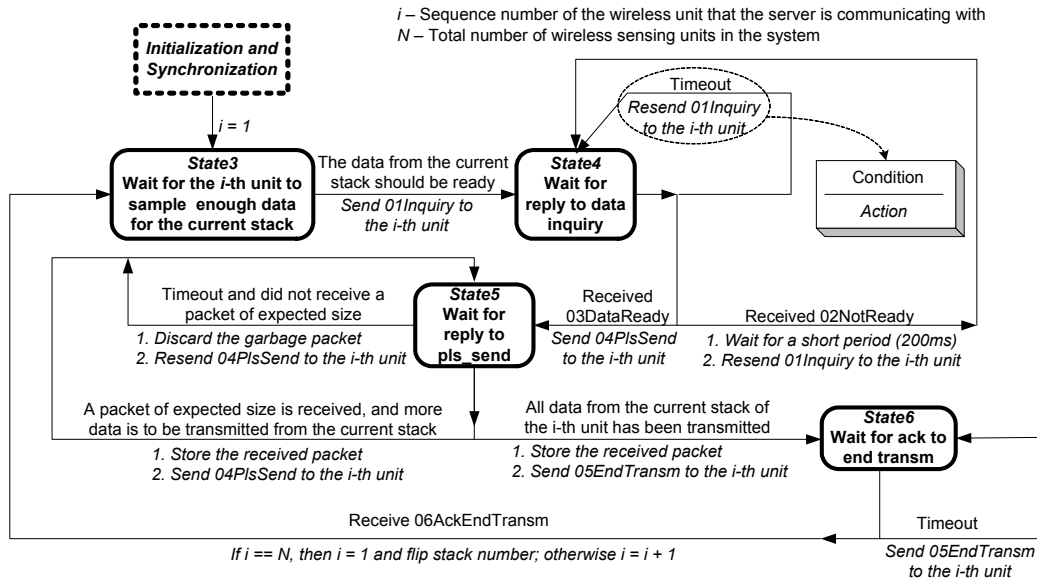 i – Sequence number of the wireless unit that the server is communicating with
N – Total number of wireless sensing units in the system
Initialization and
Synchronization
i = 1
Timeout
Resend 01Inquiry
to the i-th unit
State3
Wait for the i-th unit to
sample enough data
for the current stack
The data from the current
stack should be ready
Send 01Inquiry to
the i-th unit
State4
Wait for
reply to data
inquiry
Condition
Action
Timeout and did not receive a
packet of expected size
1. Discard the garbage packet
2. Resend 04PlsSend to the i-th unit
State5
Wait for
reply to
pls_send
Received
03DataReady
Send 04PlsSend
to the i-th unit
Received 02NotReady
1. Wait for a short period (200ms)
2. Resend 01Inquiry to the i-th unit
A packet of expected size is received, and more
data is to be transmitted from the current stack
1. Store the received packet
2. Send 04PlsSend to the i-th unit
All data from the current stack of
the i-th unit has been transmitted
1. Store the received packet
2. Send 05EndTransm to the i-th unit
State6
Wait for ack to
end transm
Receive 06AckEndTransm
If i == N, then i = 1 and flip stack number; otherwise i = i + 1
Timeout
Send 05EndTransm
to the i-th unit